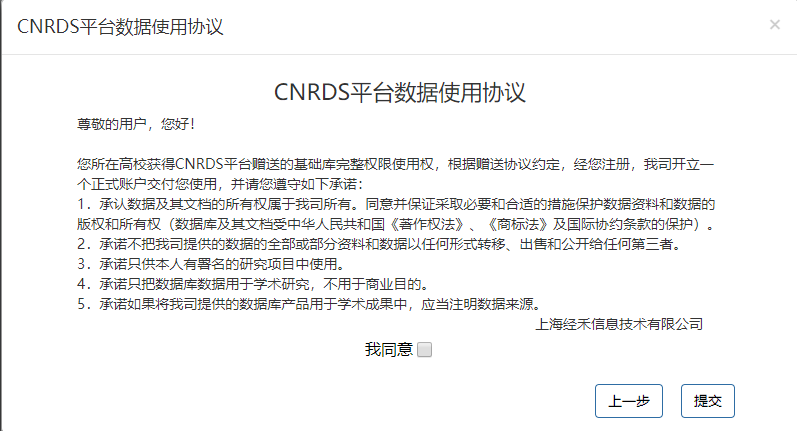 CNRDS平台数据使用协议
×
CNRDS平台数据使用协议
尊敬的用户，您好！
您所在高校获得CNRDS平台赠送的基础库完整权限使用权，根据赠送协议约定，经您注册，我司开立一
个正式账户交付您使用，并请您遵守如下承诺：
1．承认数据及其文档的所有权属于我司所有。同意并保证采取必要和合适的措施保护数据资料和数据的
版权和所有权（数据库及其文档受中华人民共和国《著作权法》、《商标法》及国际协约条款的保护）。
2．承诺不把我司提供的数据的全部或部分资料和数据以任何形式转移、出售和公开给任何第三者。
3．承诺只供本人有署名的研究项目中使用。
4．承诺只把数据库数据用于学术研究，不用于商业目的。
5．承诺如果将我司提供的数据库产品用于学术成果中，应当注明数据来源。
上海经禾信息技术有限公司
我同意
上一步 提交